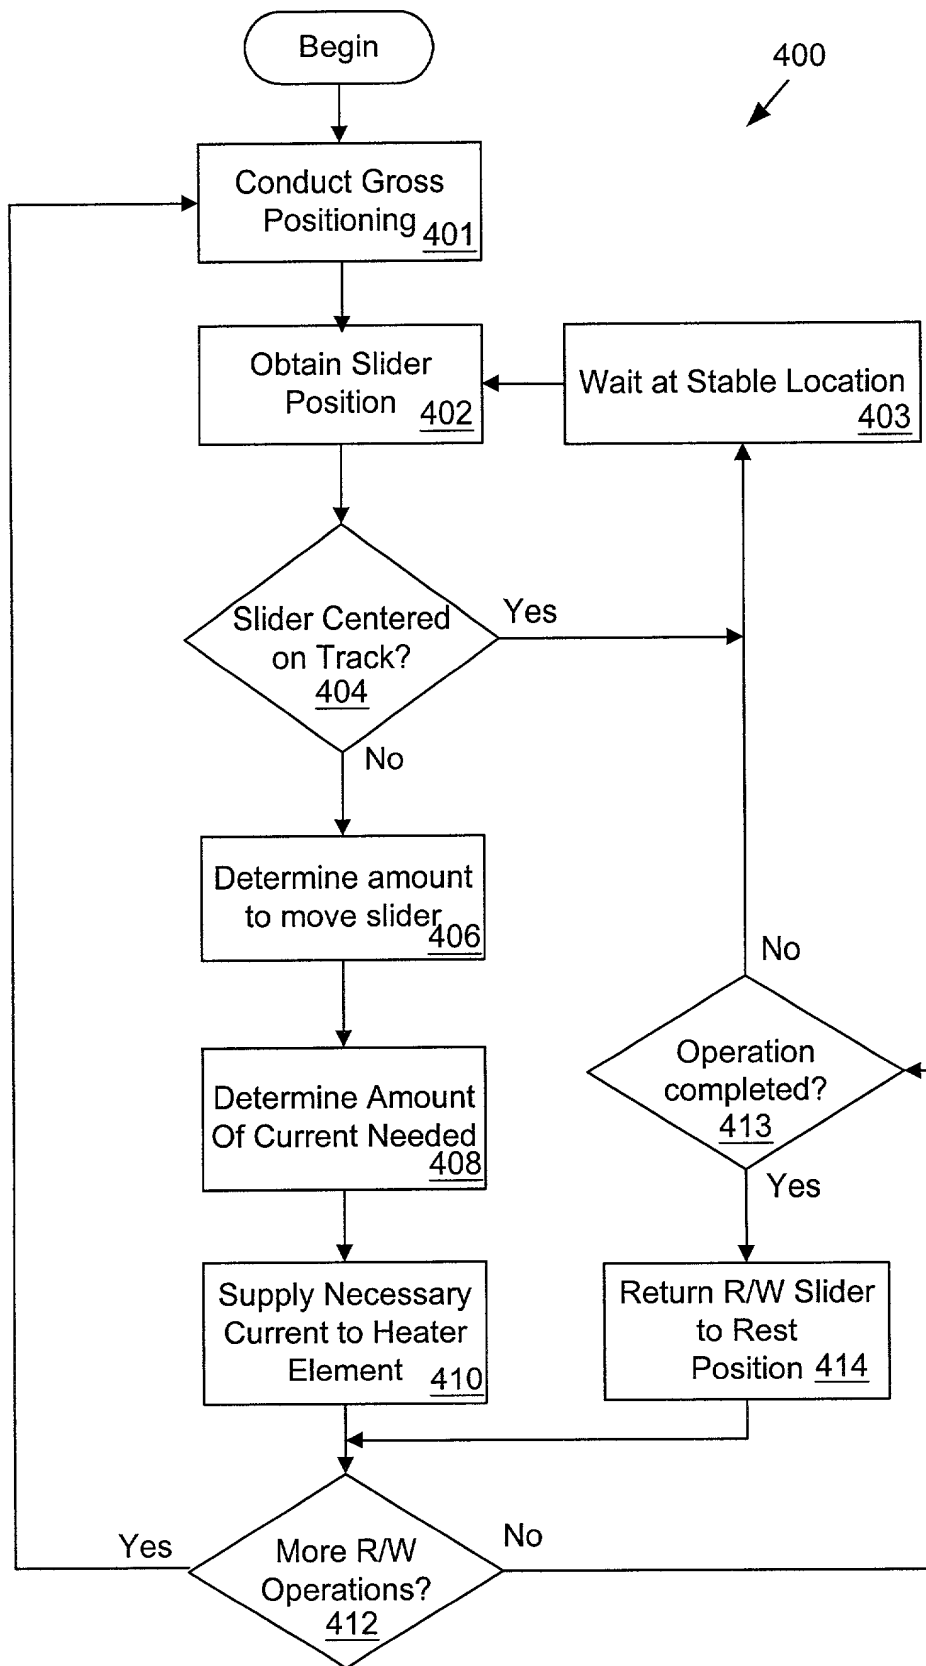 Begin
400
Conduct Gross
Positioning
401
Obtain Slider
Position
402
Wait at Stable Location
403
Slider Centered
on Track?
404
Yes
No
Determine amount
to move slider
406
No
Operation
completed?
413
Yes
Determine Amount
Of Current Needed
408
Supply Necessary
Current to Heater
Element
410
Return R/W Slider
to Rest
Position 414
Yes
More R/W
Operations?
412
No